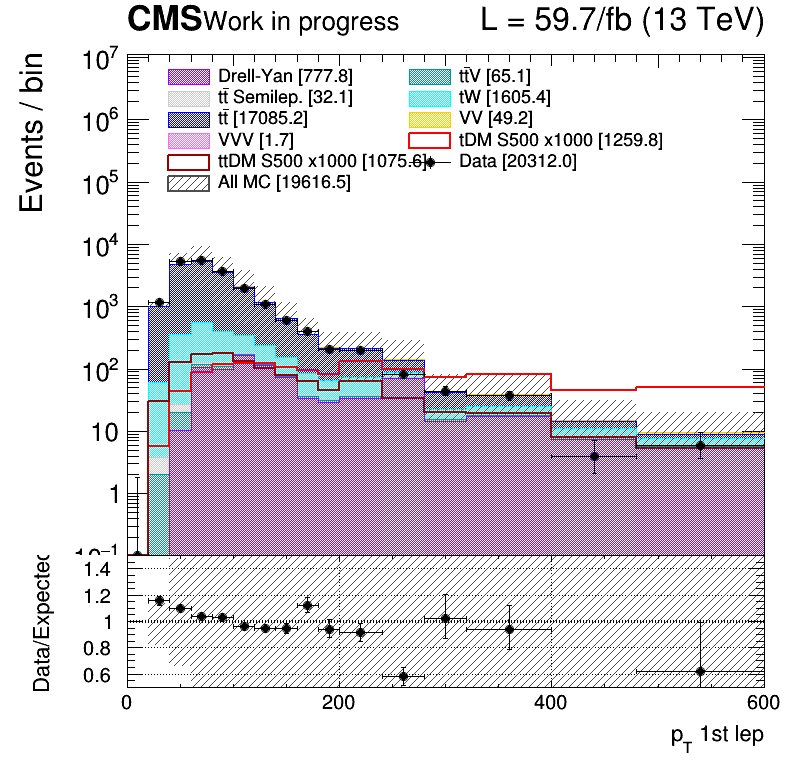 CMS Work in progress L = 59.7/fb (13 TeV)
Events / bin
10⁷
10⁶
10⁵
10⁴
10³
10²
10
1
10⁻¹
Drell-Yan [777.8]
tt̄V [65.1]
tt̄ Semilep. [32.1]
tW [1605.4]
tt̄ [17085.2]
VV [49.2]
VVV [1.7]
tDM S500 x1000 [1259.8]
ttDM S500 x1000 [1075.6]
Data [20312.0]
All MC [19616.5]
Data/Expected
1.4
1.2
1
0.8
0.6
0 200 400 600
p_T 1st lep